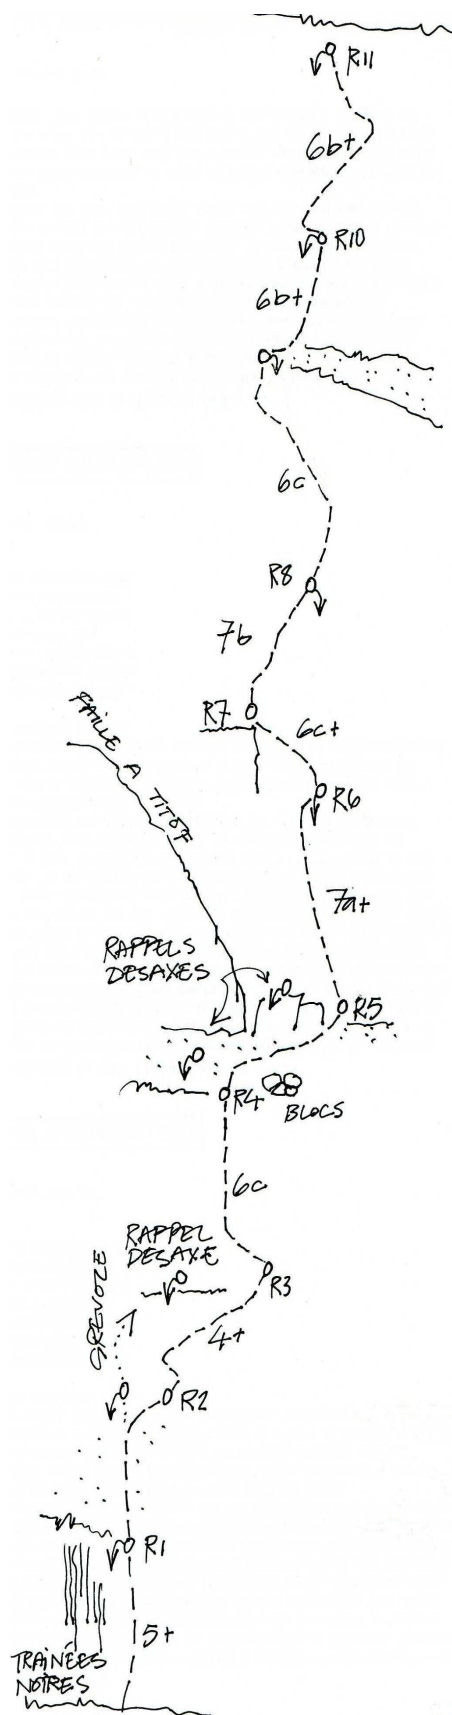 R11
6b+
R10
6b+
6c
R8
7b
R7
6c+
FAILLE A TITOF
R6
7a+
RAPPELS
DESAXES
R5
R4
BLOCS
6c
RAPPEL
DESAXE
GREVOZE
R3
4+
R2
R1
5+
TRAINÉES
NOIRES